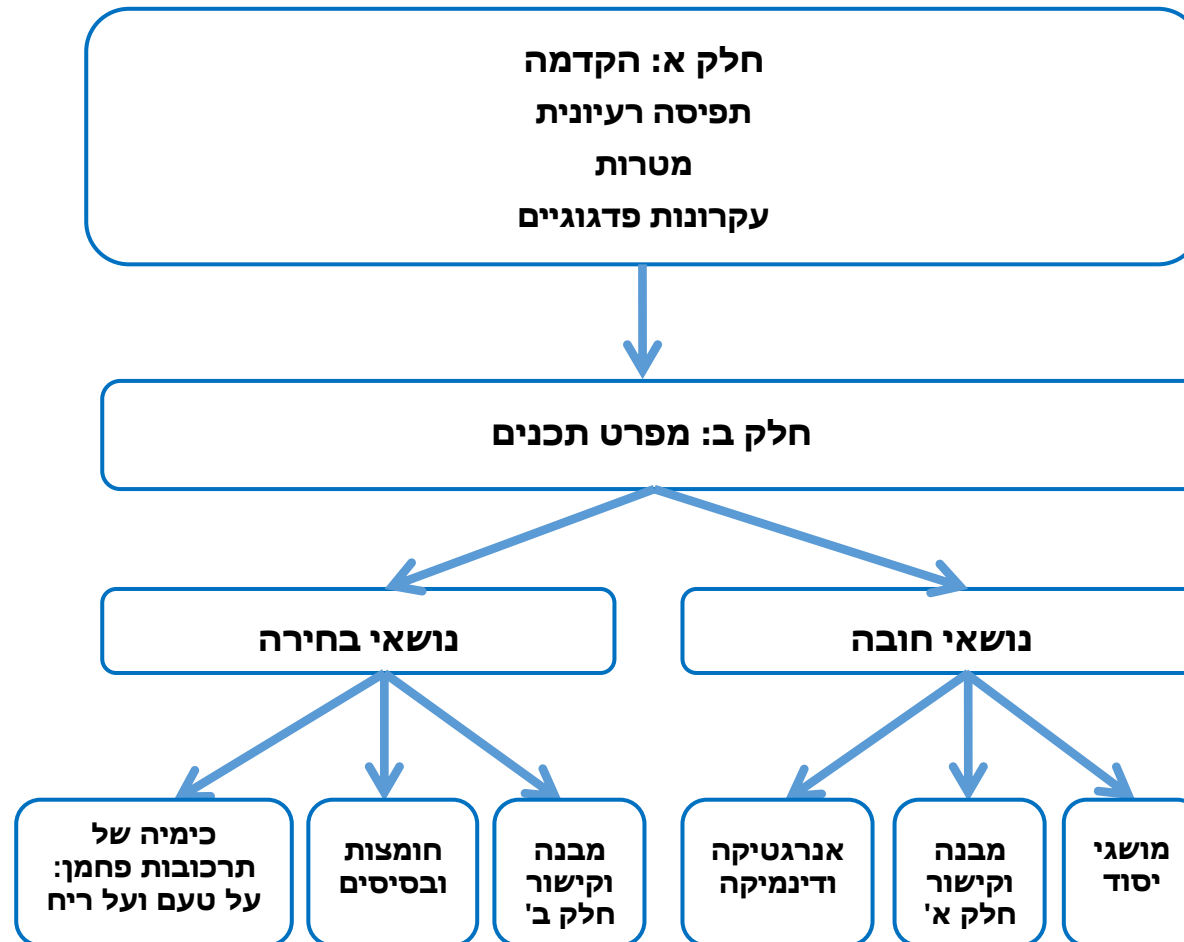 חלק א: הקדמה
תפיסה רעיונית
מטרות
עקרונות פדגוגיים
חלק ב: מפרט תכנים
נושאי חובה
נושאי בחירה
מושגי
יסוד
מבנה
וקישור
חלק א'
אנרגטיקה
ודינמיקה
מבנה
וקישור
חלק ב'
חומצות
ובסיסים
כימיה של
תרכובות פחמן:
על טעם ועל ריח